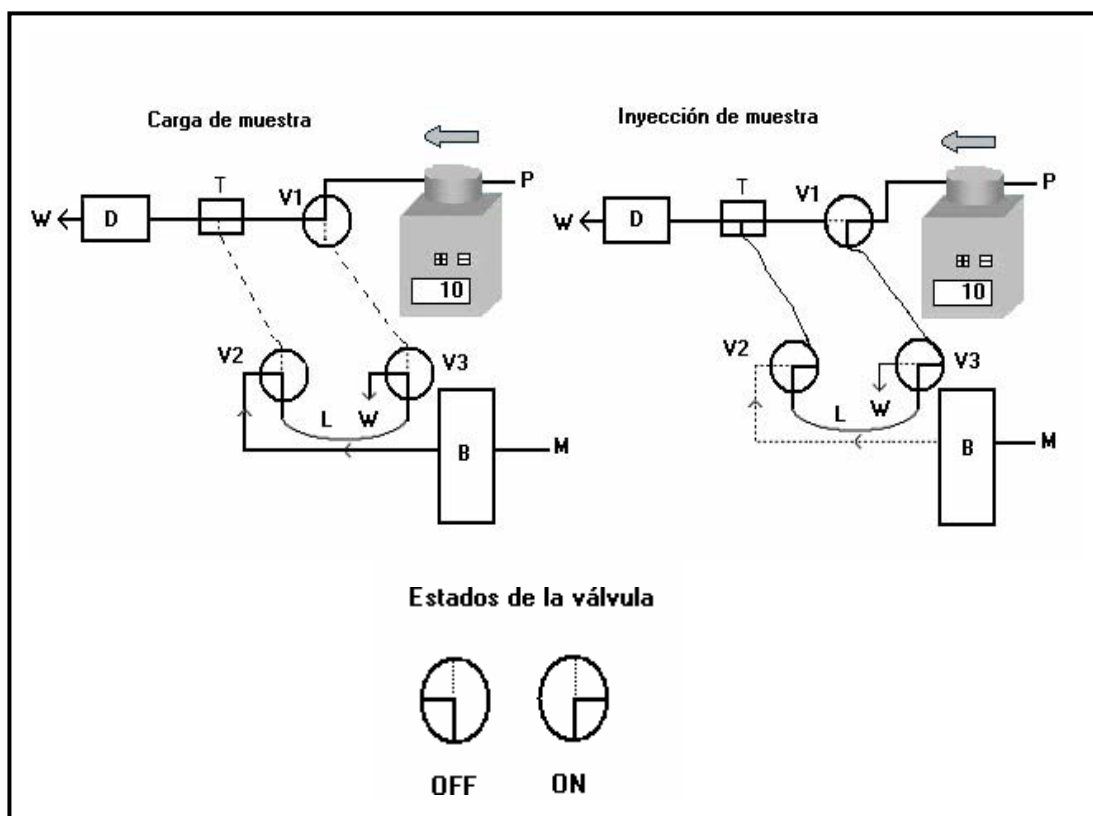 Carga de muestra
Inyección de muestra
W
D
T
V1
P
10
V2
V3
L
W
B
M
W
D
T
V1
P
10
V2
V3
L
W
B
M
Estados de la válvula
OFF
ON